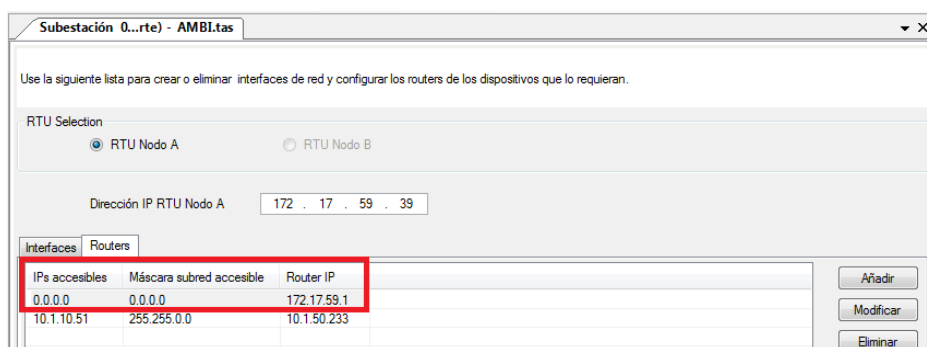 Subestación 0...rte) - AMBI.tas
Use la siguiente lista para crear o eliminar interfaces de red y configurar los routers de los dispositivos que lo requieran.
RTU Selection
RTU Nodo A RTU Nodo B
Dirección IP RTU Nodo A 172 . 17 . 59 . 39
Interfaces Routers
IPs accesibles Máscara subred accesible Router IP Añadir
0.0.0.0 0.0.0.0 172.17.59.1
10.1.10.51 255.255.0.0 10.1.50.233 Modificar
Eliminar